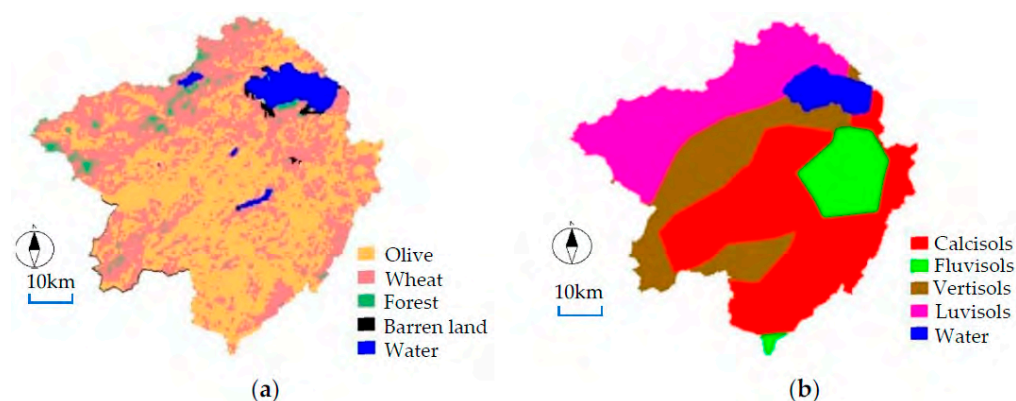 N
10km
Olive
Wheat
Forest
Barren land
Water
(a)
N
10km
Calcisols
Fluvisols
Vertisols
Luvisols
Water
(b)